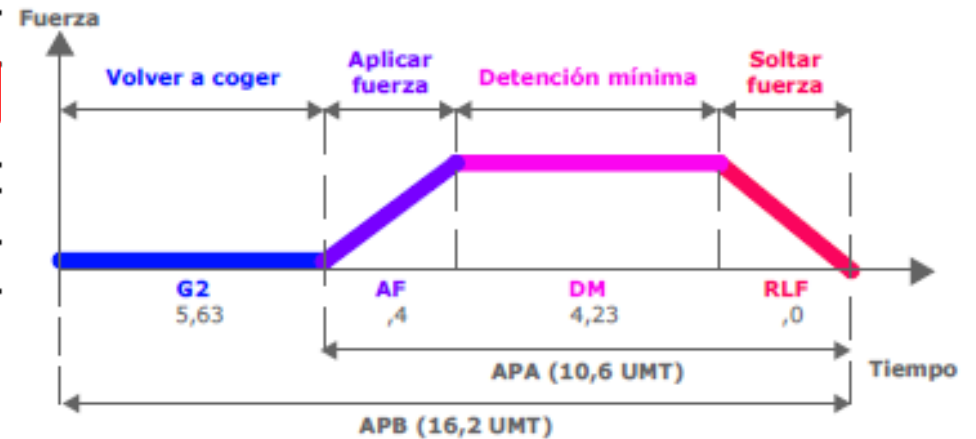 Fuerza
Volver a coger
Aplicar
fuerza
Detención mínima
Soltar
fuerza
G2
5,63
AF
,4
DM
4,23
RLF
,0
APA (10,6 UMT)
Tiempo
APB (16,2 UMT)